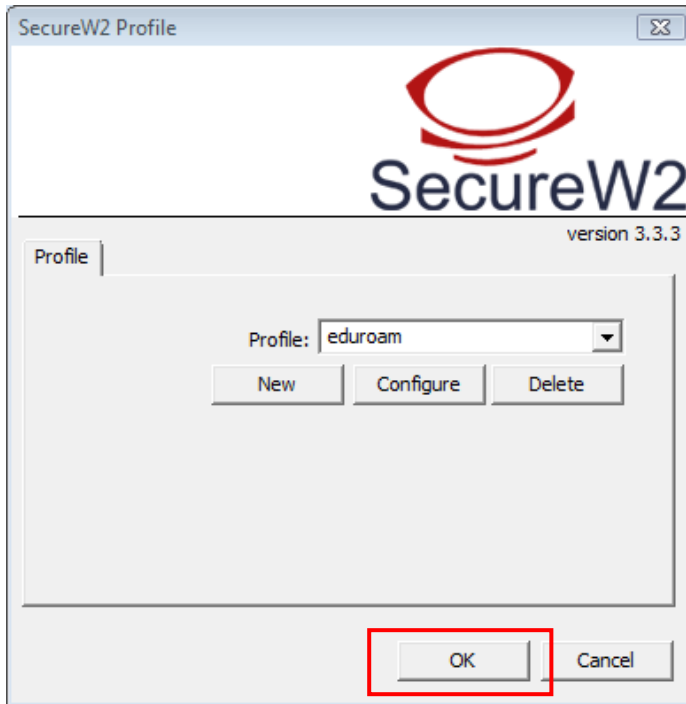 SecureW2 Profile
SecureW2
version 3.3.3
Profile
Profile: eduroam
New Configure Delete
OK Cancel